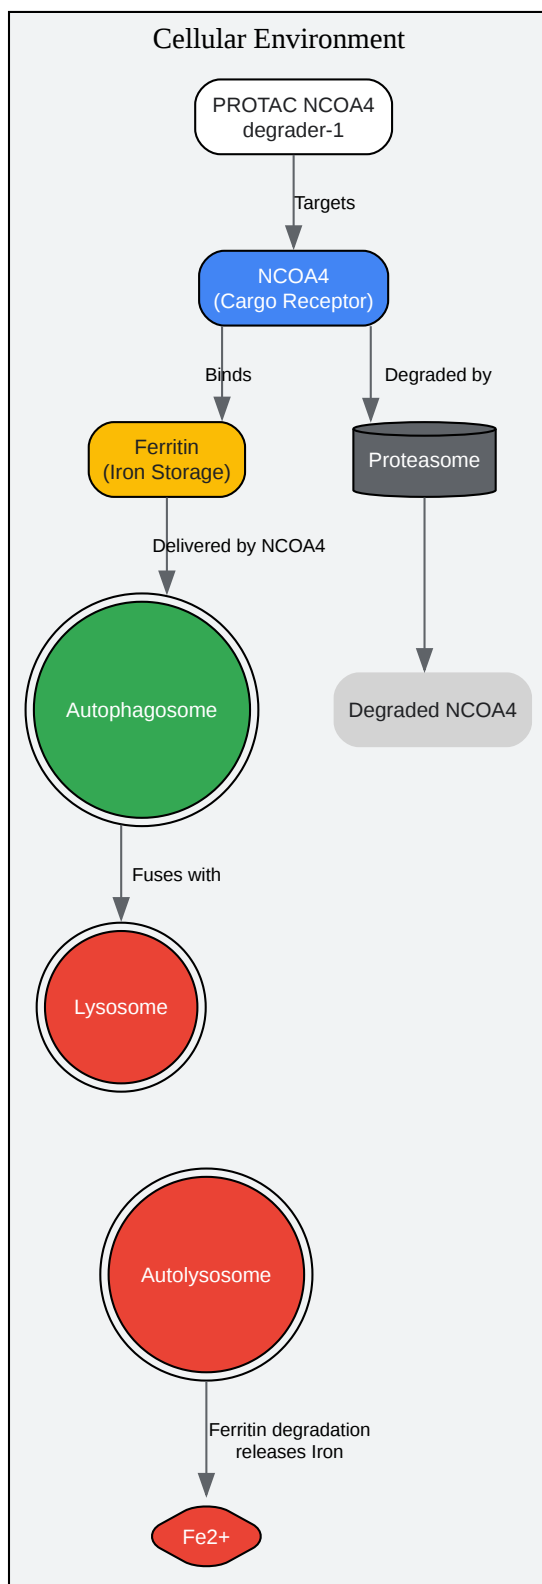 Cellular Environment
PROTAC NCOA4
degrader-1
Targets
NCOA4
(Cargo Receptor)
Binds
Degraded by
Ferritin
(Iron Storage)
Proteasome
Delivered by NCOA4
Autophagosome
Degraded NCOA4
Fuses with
Lysosome
Autolysosome
Ferritin degradation
releases Iron
Fe2+